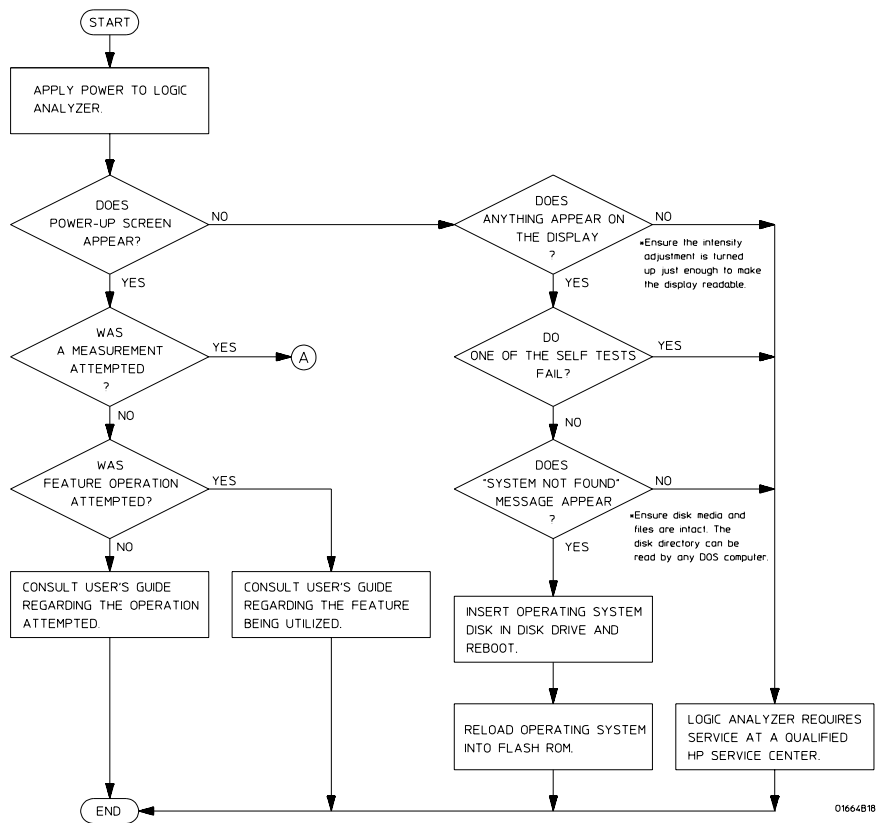 START
APPLY POWER TO LOGIC
ANALYZER.
DOES
POWER-UP SCREEN
APPEAR?
NO
YES
DOES
ANYTHING APPEAR ON
THE DISPLAY
?
NO
*Ensure the intensity
adjustment is turned
up just enough to make
the display readable.
YES
WAS
A MEASUREMENT
ATTEMPTED
?
YES
A
NO
DO
ONE OF THE SELF TESTS
FAIL?
YES
NO
WAS
FEATURE OPERATION
ATTEMPTED?
YES
NO
DOES
"SYSTEM NOT FOUND"
MESSAGE APPEAR
?
NO
*Ensure disk media and
files are intact. The
disk directory can be
read by any DOS computer.
YES
CONSULT USER'S GUIDE
REGARDING THE OPERATION
ATTEMPTED.
CONSULT USER'S GUIDE
REGARDING THE FEATURE
BEING UTILIZED.
INSERT OPERATING SYSTEM
DISK IN DISK DRIVE AND
REBOOT.
RELOAD OPERATING SYSTEM
INTO FLASH ROM.
LOGIC ANALYZER REQUIRES
SERVICE AT A QUALIFIED
HP SERVICE CENTER.
END
01664B18